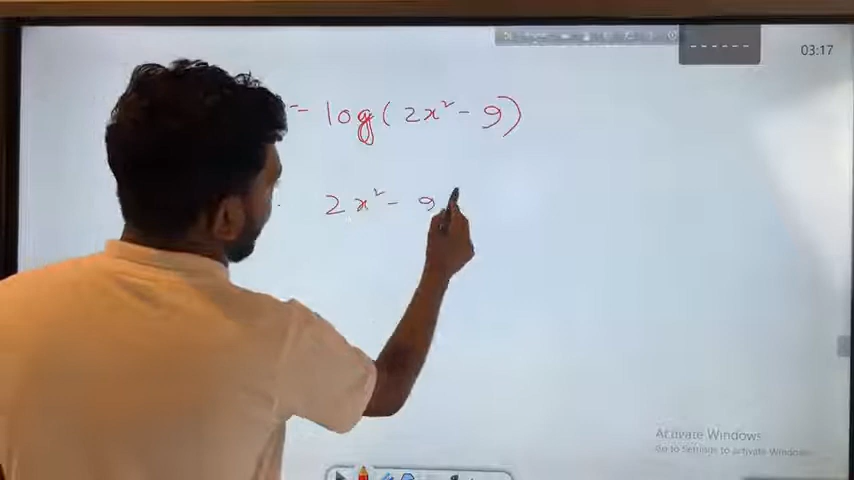 03:17
= log(2x² - 9)
2x² - 9
Activate Windows
Go to Settings to activate Windows.